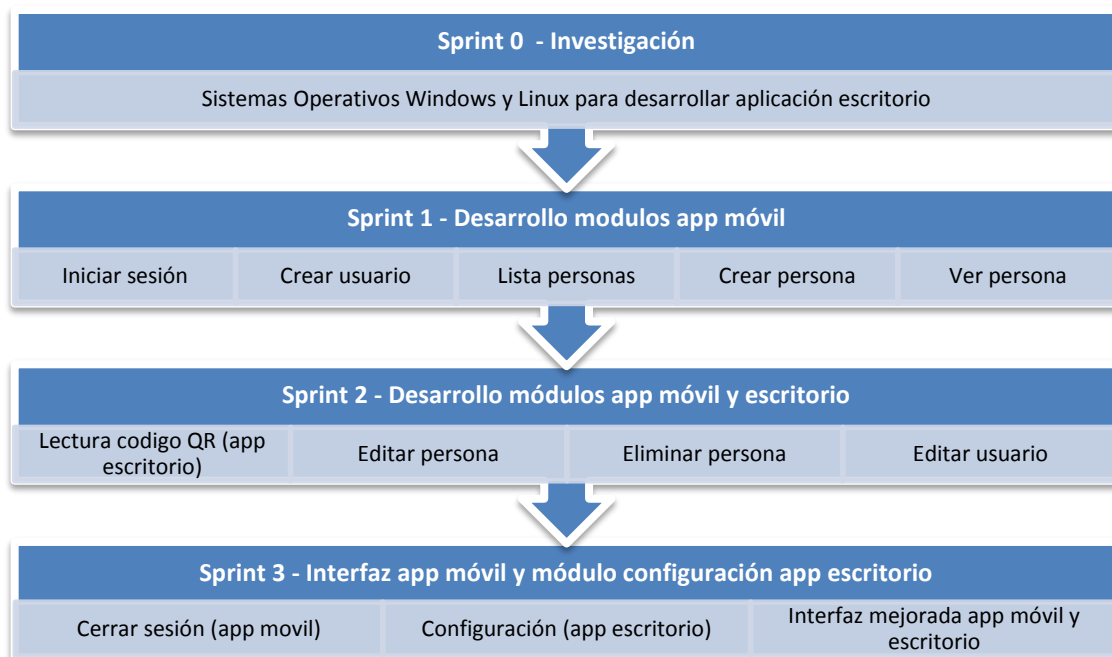 Sprint 0 - Investigación
Sistemas Operativos Windows y Linux para desarrollar aplicación escritorio
Sprint 1 - Desarrollo modulos app móvil
Iniciar sesión
Crear usuario
Lista personas
Crear persona
Ver persona
Sprint 2 - Desarrollo módulos app móvil y escritorio
Lectura codigo QR (app
escritorio)
Editar persona
Eliminar persona
Editar usuario
Sprint 3 - Interfaz app móvil y módulo configuración app escritorio
Cerrar sesión (app movil)
Configuración (app escritorio)
Interfaz mejorada app móvil y
escritorio